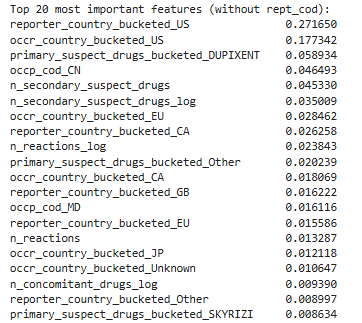 Top 20 most important features (without rept_cod):
reporter_country_bucketed_US 0.271650
occr_country_bucketed_US 0.177342
primary_suspect_drugs_bucketed_DUPIXENT 0.058934
occp_cod_CN 0.046493
n_secondary_suspect_drugs 0.045330
n_secondary_suspect_drugs_log 0.035009
occr_country_bucketed_EU 0.028462
reporter_country_bucketed_CA 0.026258
n_reactions_log 0.023843
primary_suspect_drugs_bucketed_Other 0.020239
occr_country_bucketed_CA 0.018069
reporter_country_bucketed_GB 0.016222
occp_cod_MD 0.016116
reporter_country_bucketed_EU 0.015586
n_reactions 0.013287
occr_country_bucketed_JP 0.012118
occr_country_bucketed_Unknown 0.010647
n_concomitant_drugs_log 0.009390
reporter_country_bucketed_Other 0.008997
primary_suspect_drugs_bucketed_SKYRIZI 0.008634